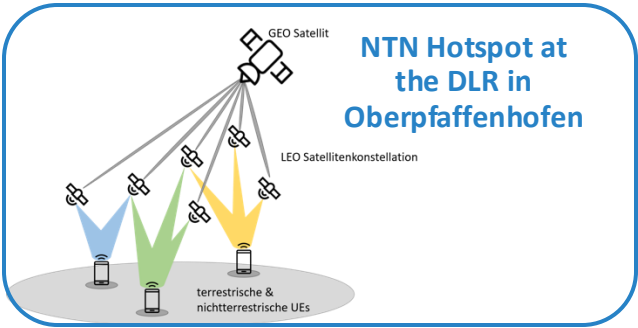 GEO Satellit
NTN Hotspot at
the DLR in
Oberpfaffenhofen
LEO Satellitenkonstellation
terrestrische &
nichtterrestrische UEs